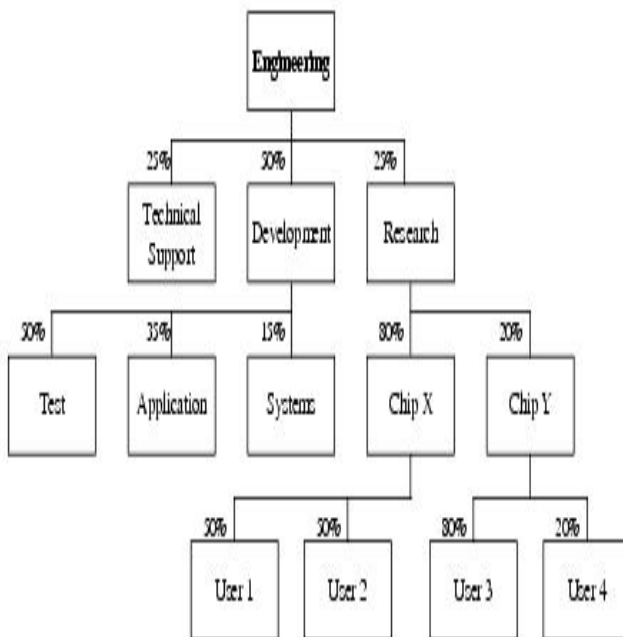 Engineering
25% 50% 25%
Technical
Support
Development
Research
50% 35% 15% 80% 20%
Test
Application
Systems
Chip X
Chip Y
50% 50% 80% 20%
User 1
User 2
User 3
User 4